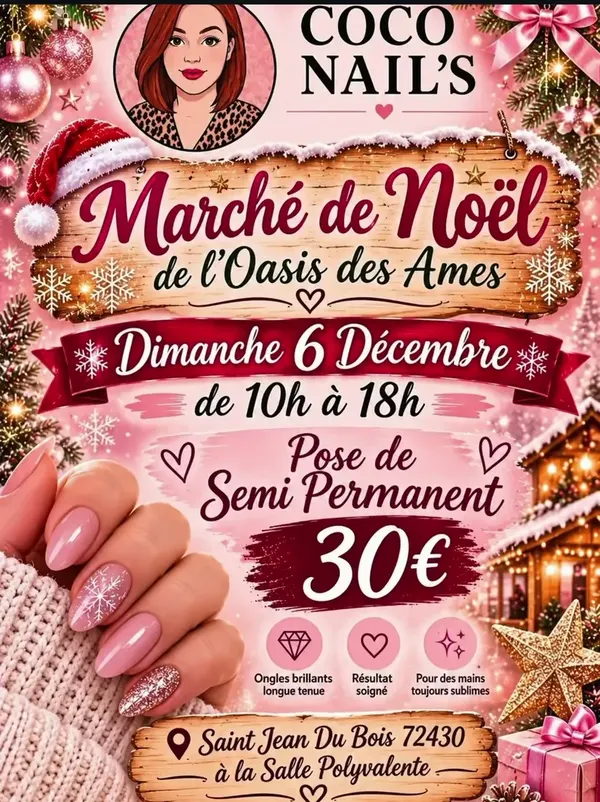 COCO
NAIL'S
Marché de Noël
de l'Oasis des Ames
Dimanche 6 Décembre
de 10h à 18h
Pose de
Semi Permanent
30€
Ongles brillants
longue tenue
Résultat
soigné
Pour des mains
toujours sublimes
Saint Jean Du Bois 72430
à la Salle Polyvalente